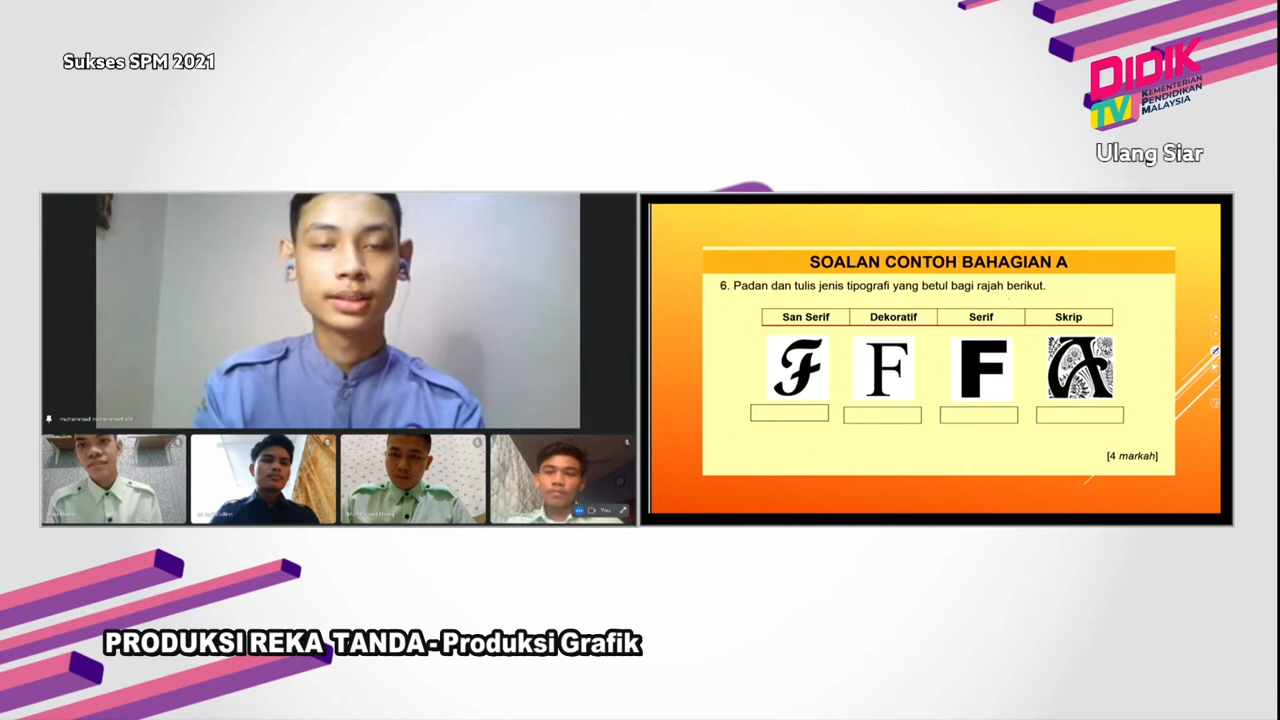 Sukses SPM 2021
DIDIK
TV
KEMENTERIAN
PENDIDIKAN
MALAYSIA
Ulang Siar
SOALAN CONTOH BAHAGIAN A
6. Padan dan tulis jenis tipografi yang betul bagi rajah berikut.
San Serif Dekoratif Serif Skrip
F F F A
[4 markah]
You
PRODUKSI REKA TANDA - Produksi Grafik